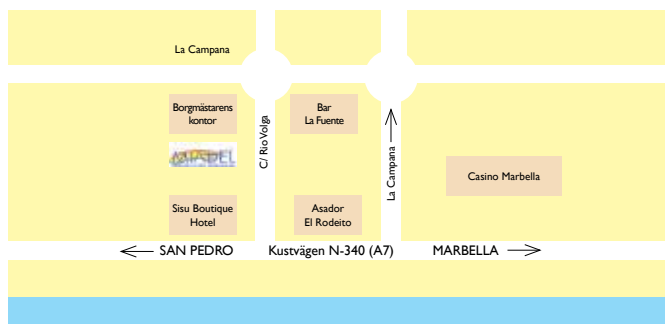 La Campana
Borgmästarens
kontor
Bar
La Fuente
C/ Rio Volga
La Campana
MIADEL
Casino Marbella
Sisu Boutique
Hotel
Asador
El Rodeito
SAN PEDRO
Kustvägen N-340 (A7)
MARBELLA